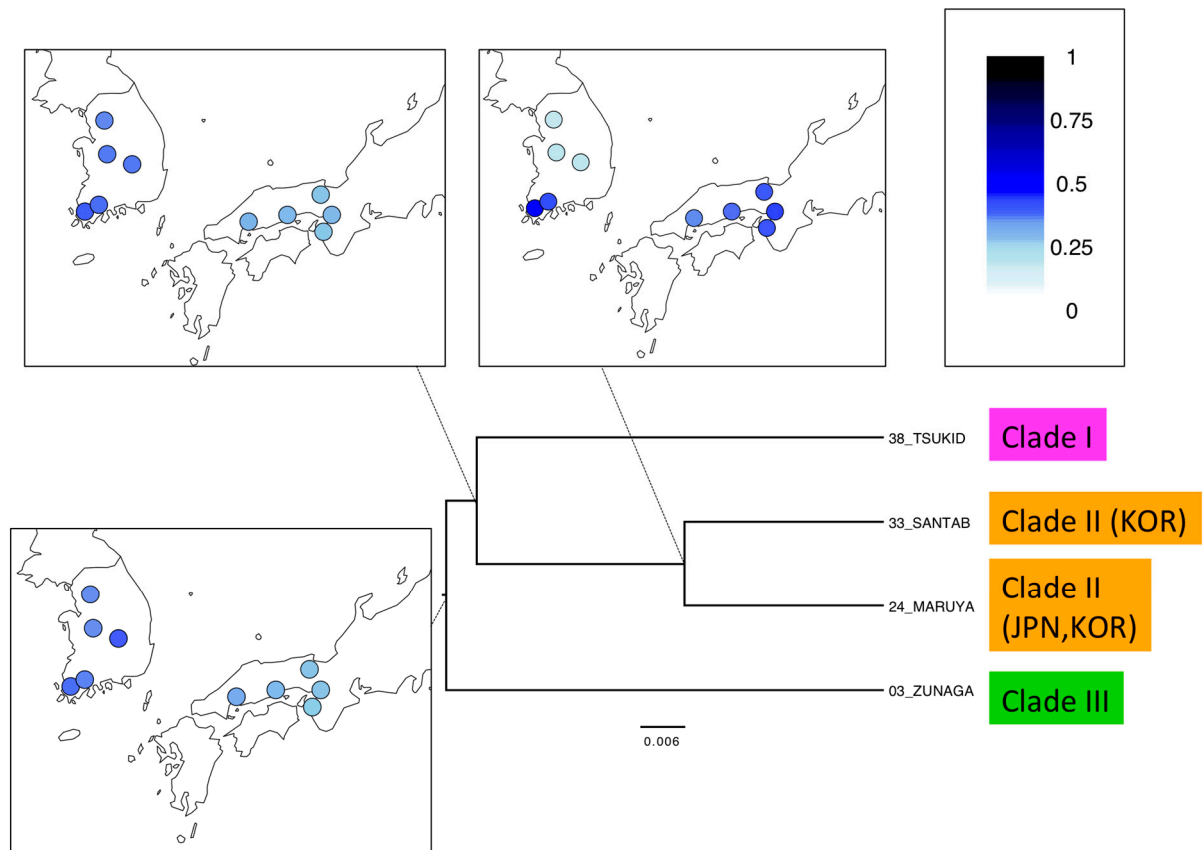 1
0.75
0.5
0.25
0
38_TSUKID
Clade I
33_SANTAB
Clade II (KOR)
24_MARUYA
Clade II
(JPN,KOR)
03_ZUNAGA
Clade III
0.006